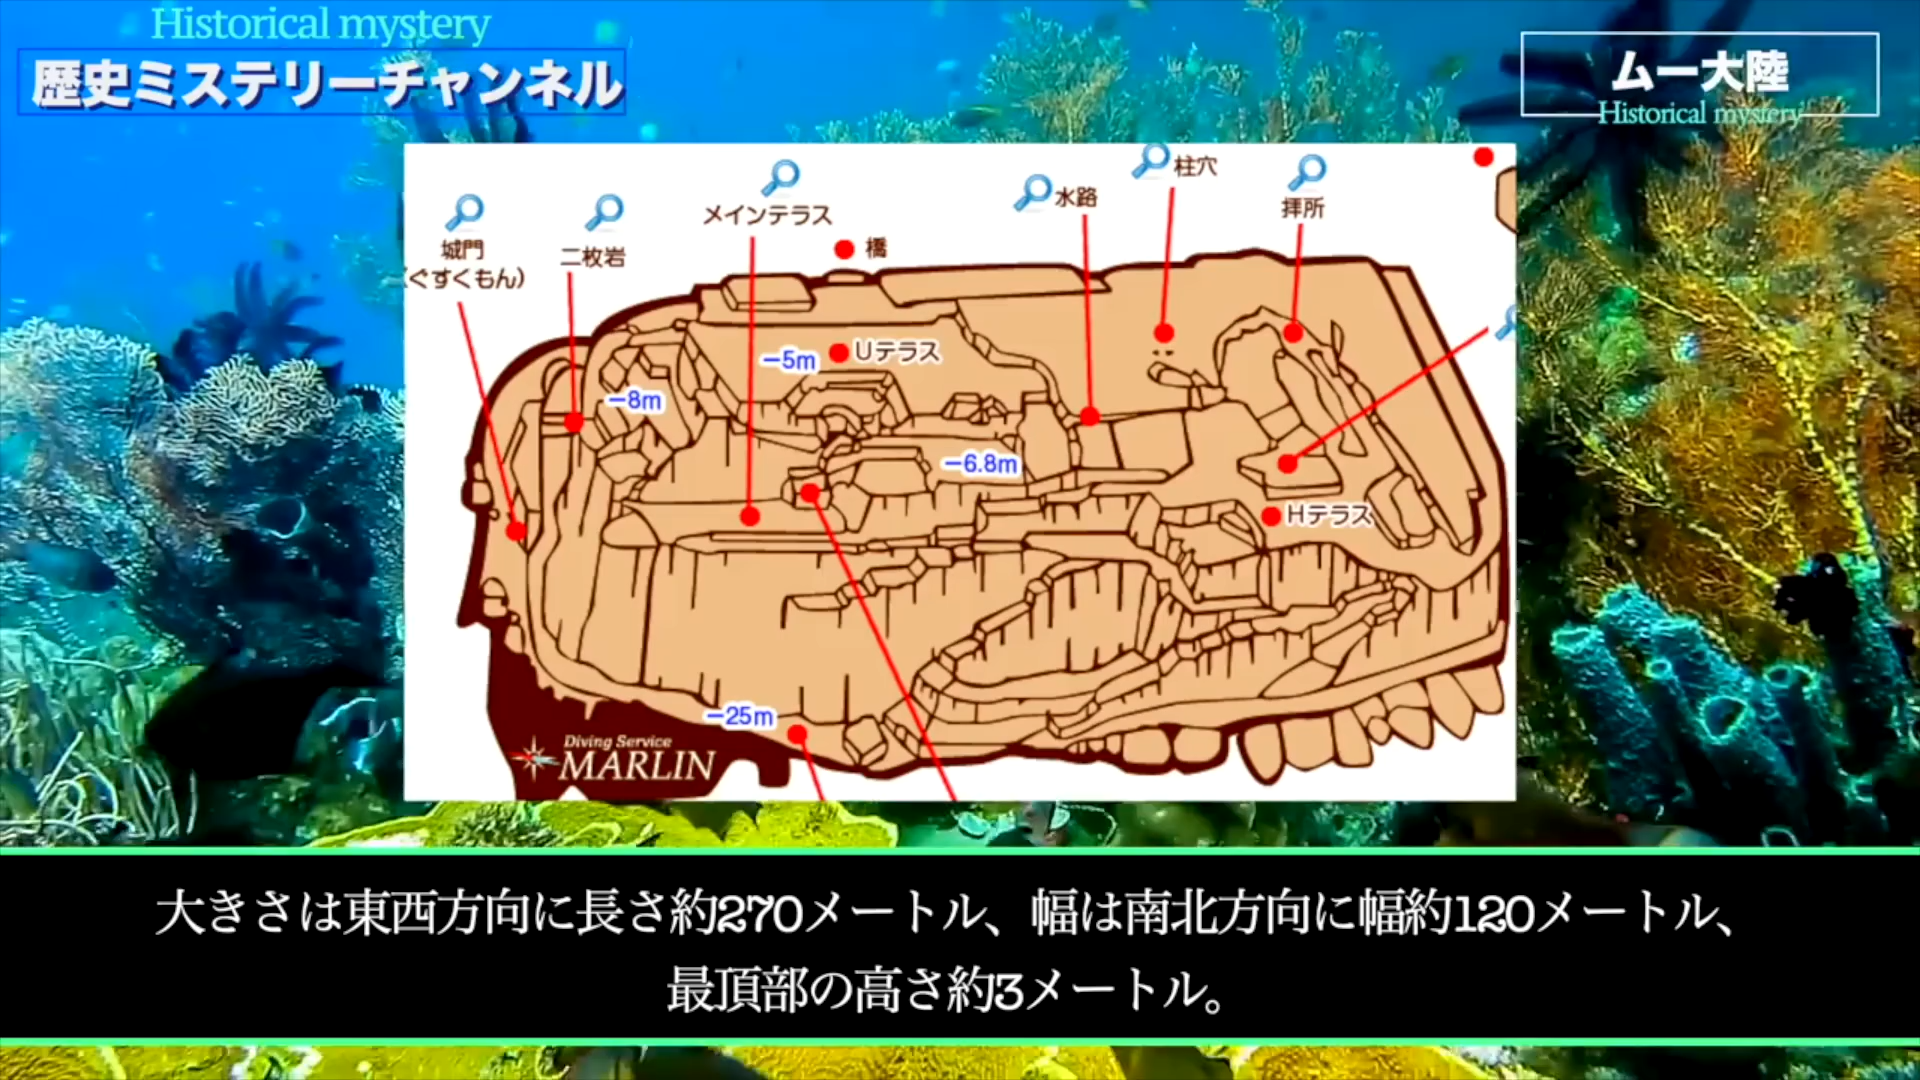 Historical mystery
歴史ミステリーチャンネル
ムー大陸
Historical mystery
柱穴
水路
拝所
メインテラス
城門
(ぐすくもん)
二枚岩
橋
Uテラス
−5m
−8m
−6.8m
Hテラス
−25m
Diving Service
MARLIN
大きさは東西方向に長さ約270メートル、幅は南北方向に幅約120メートル、
最頂部の高さ約3メートル。